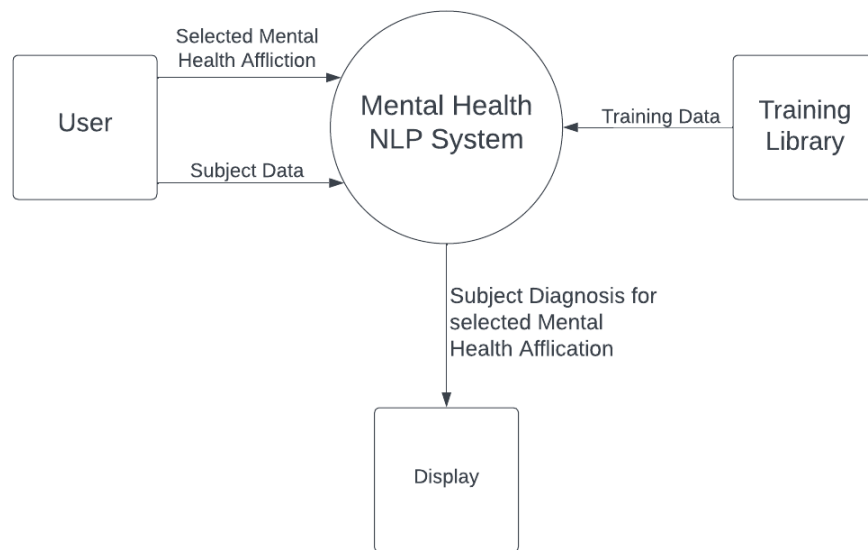 Selected Mental
Health Affliction
User
Subject Data
Mental Health
NLP System
Training Data
Training
Library
Subject Diagnosis for
selected Mental
Health Afflication
Display